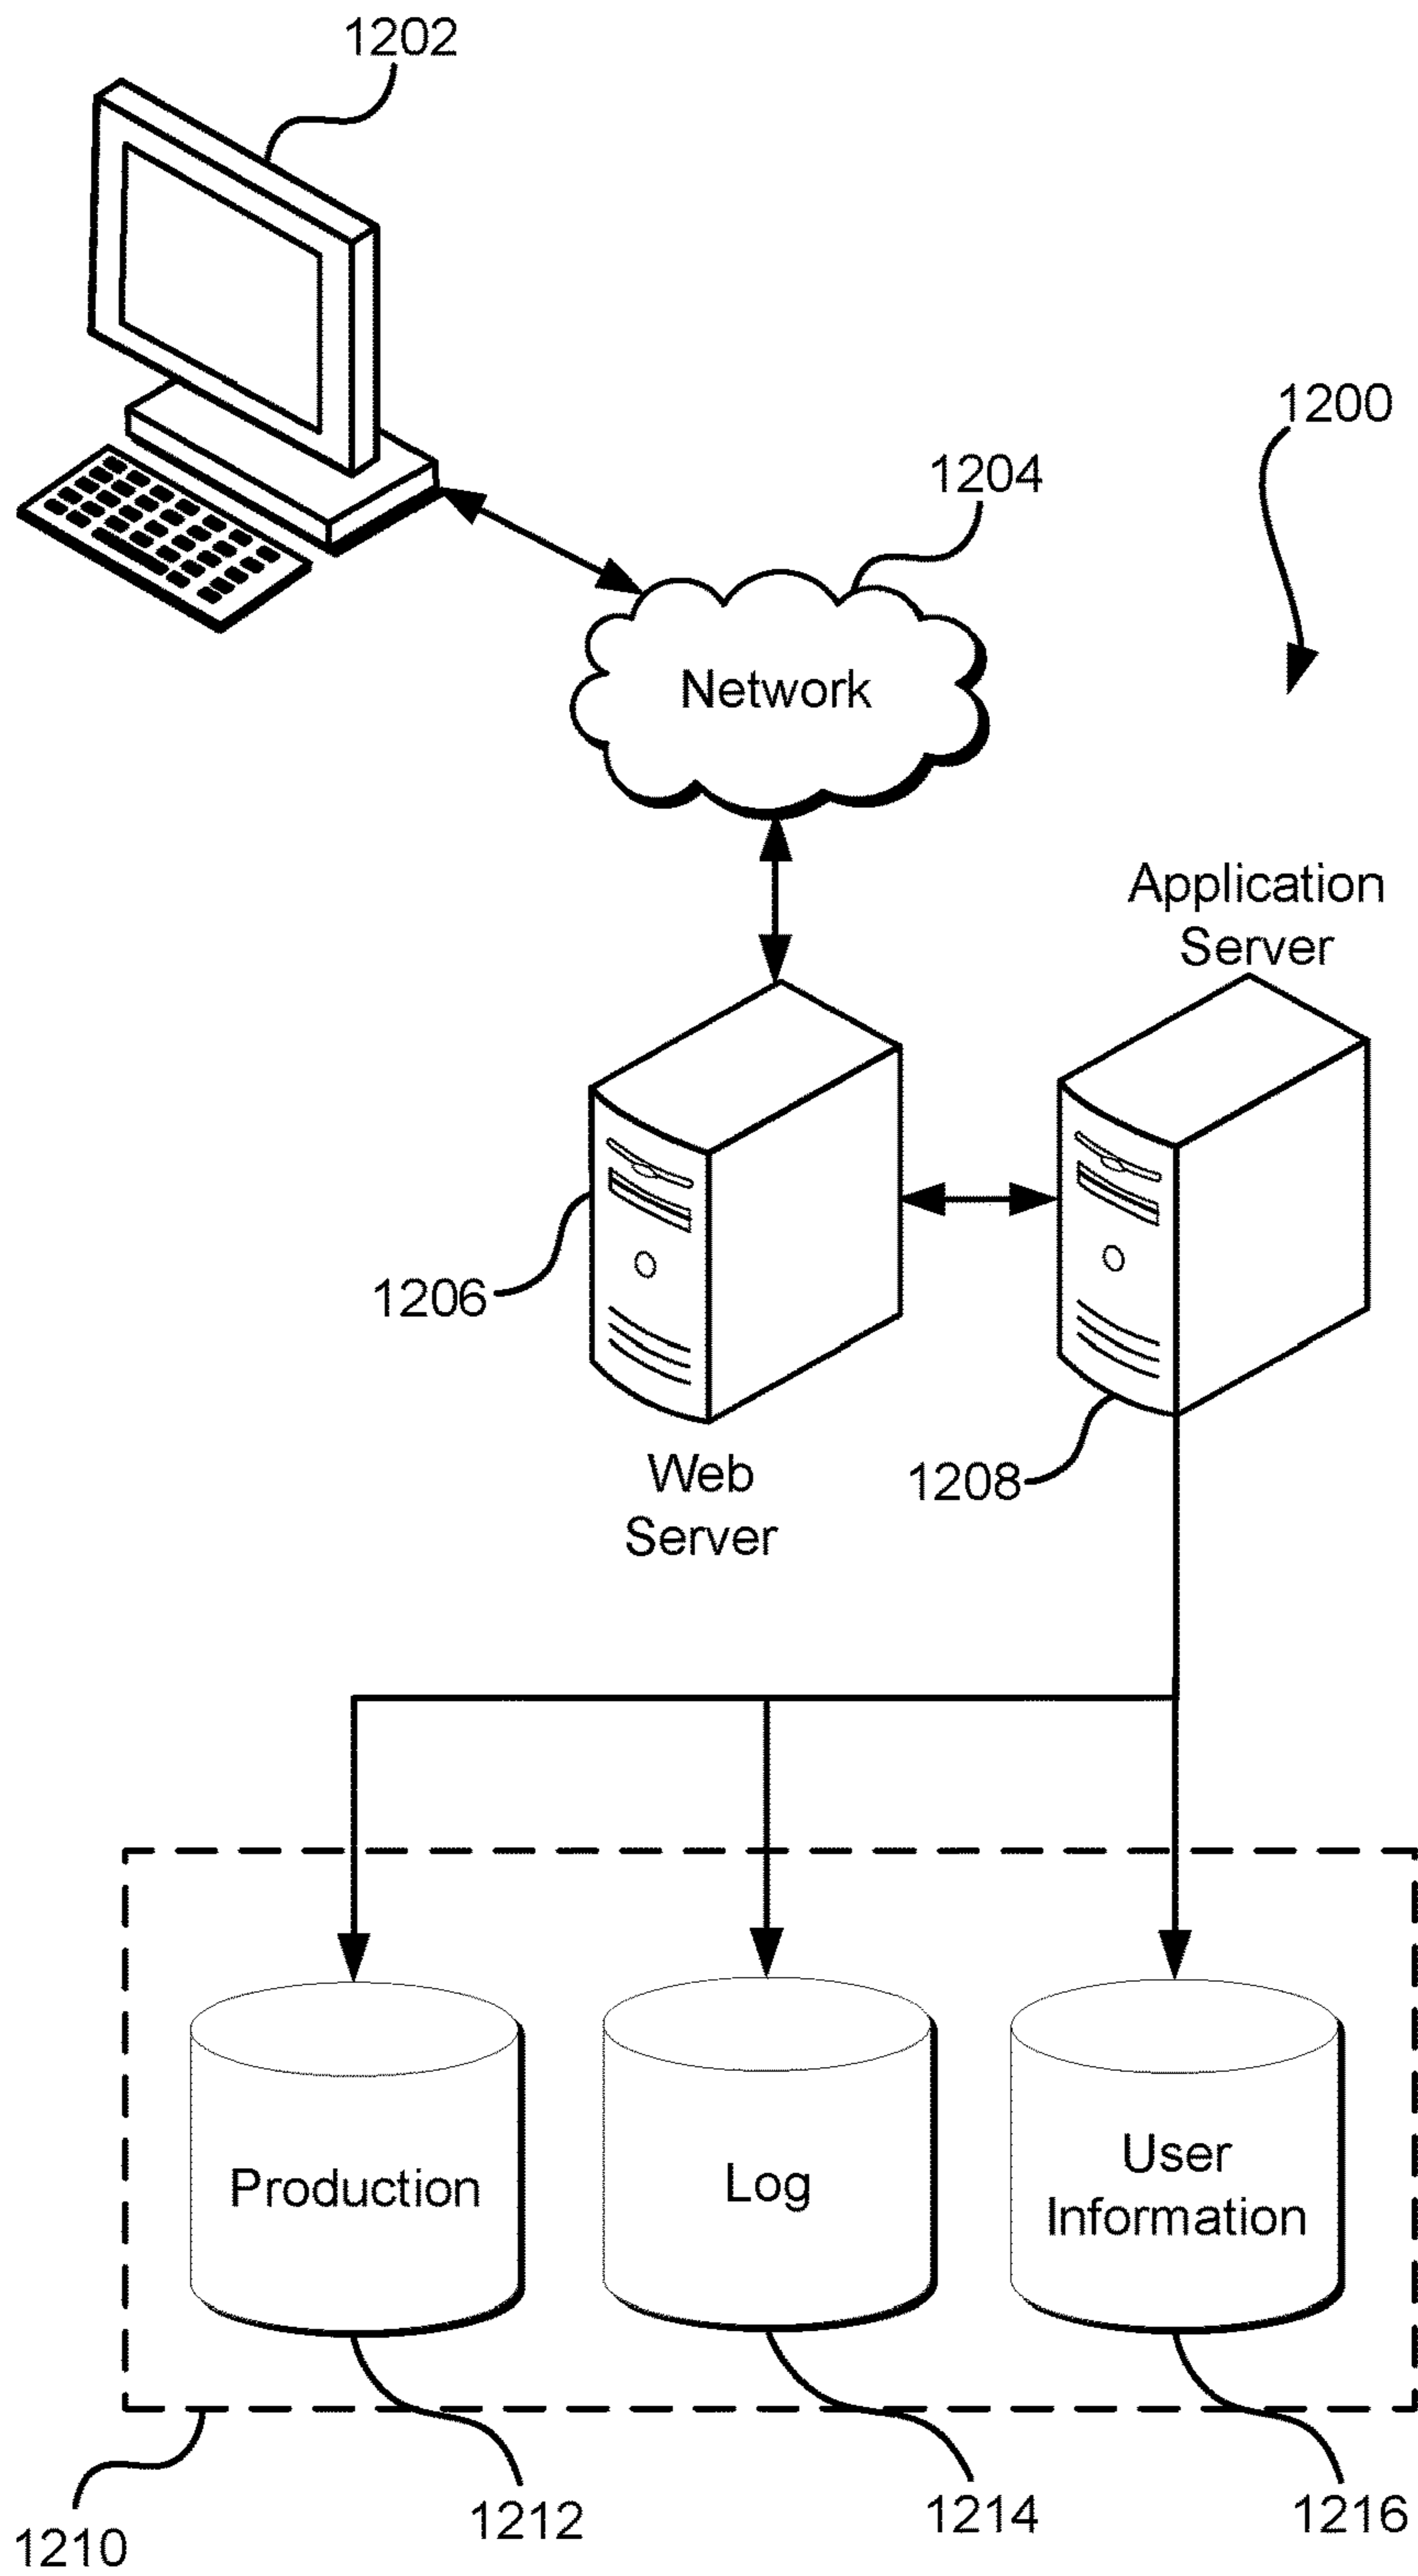 1202
1200
1204
Network
Application
Server
1206
Web
Server
1208
Production
Log
User
Information
1210
1212
1214
1216